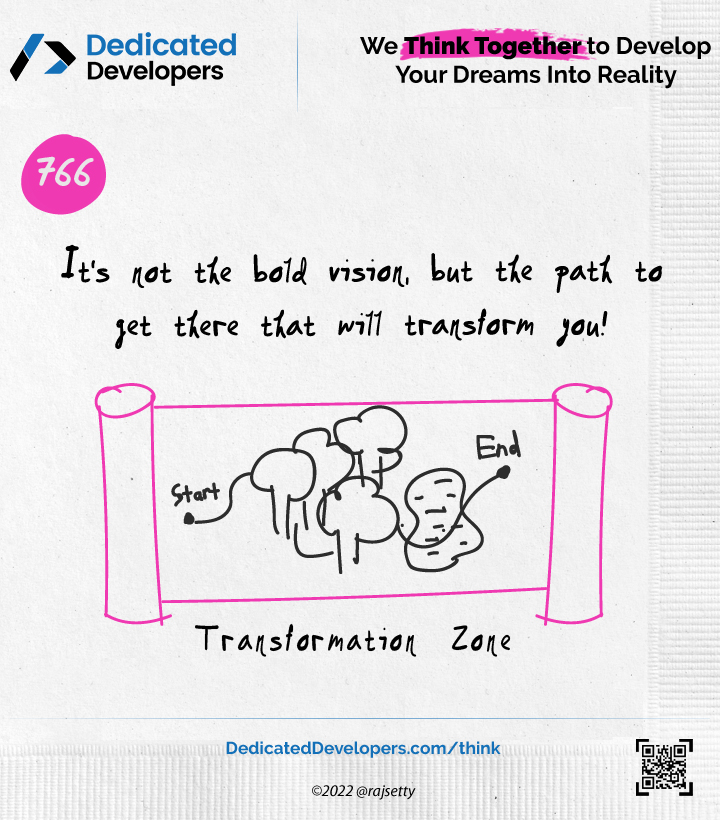 Dedicated
Developers
We Think Together to Develop
Your Dreams Into Reality
766
It's not the bold vision, but the path to
get there that will transform you!
Start
End
Transformation Zone
DedicatedDevelopers.com/think
©2022 @rajsetty